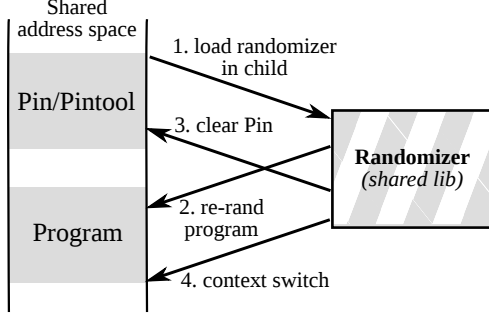 Shared
address space
1. load randomizer
in child
Pin/Pintool
3. clear Pin
Randomizer
(shared lib)
2. re-rand
program
Program
4. context switch